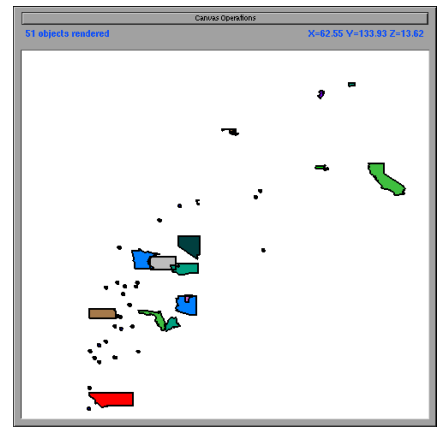 Canvas Operations
51 objects rendered
X=62.55 Y=133.93 Z=13.62